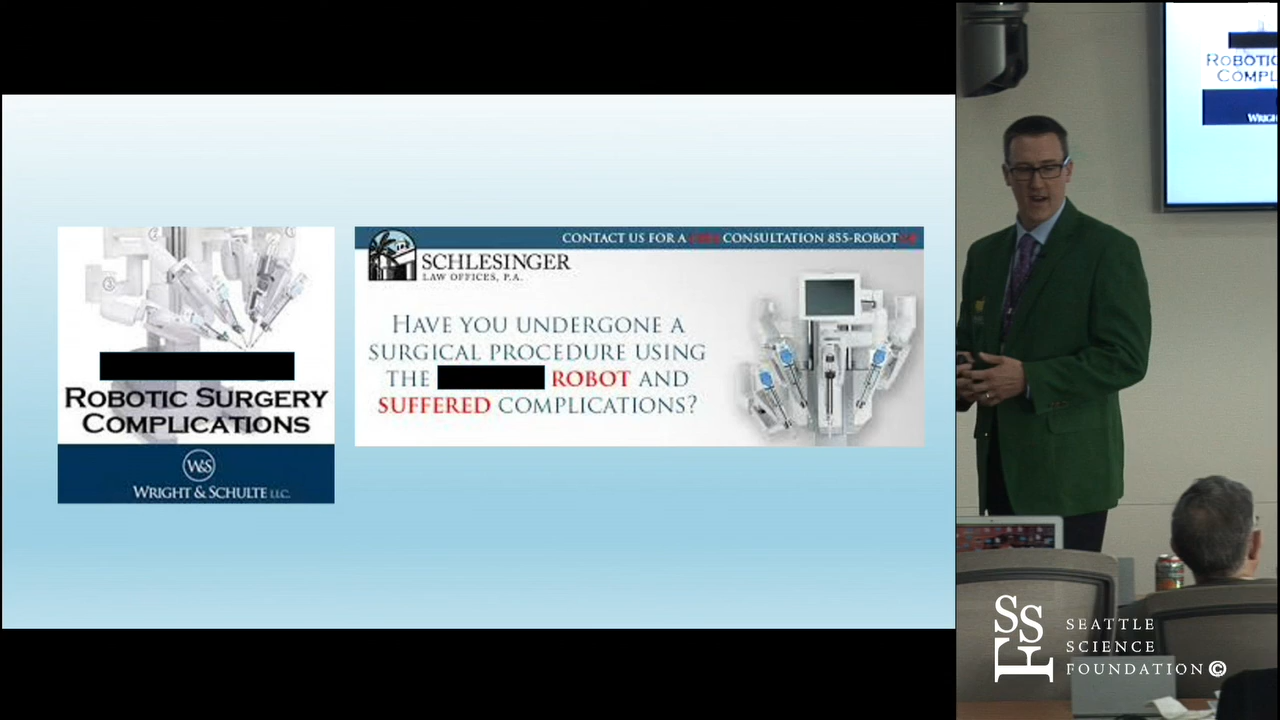 ROBOTIC SURGERY
COMPLICATIONS
W&S
WRIGHT & SCHULTE LLC.
CONTACT US FOR A CONSULTATION 855-ROBOT
SCHLESINGER
LAW OFFICES, P.A.
HAVE YOU UNDERGONE A
SURGICAL PROCEDURE USING
THE ROBOT AND
SUFFERED COMPLICATIONS?
ROBOTIC
COMPL
WRIGH
SSF
SEATTLE
SCIENCE
FOUNDATION©